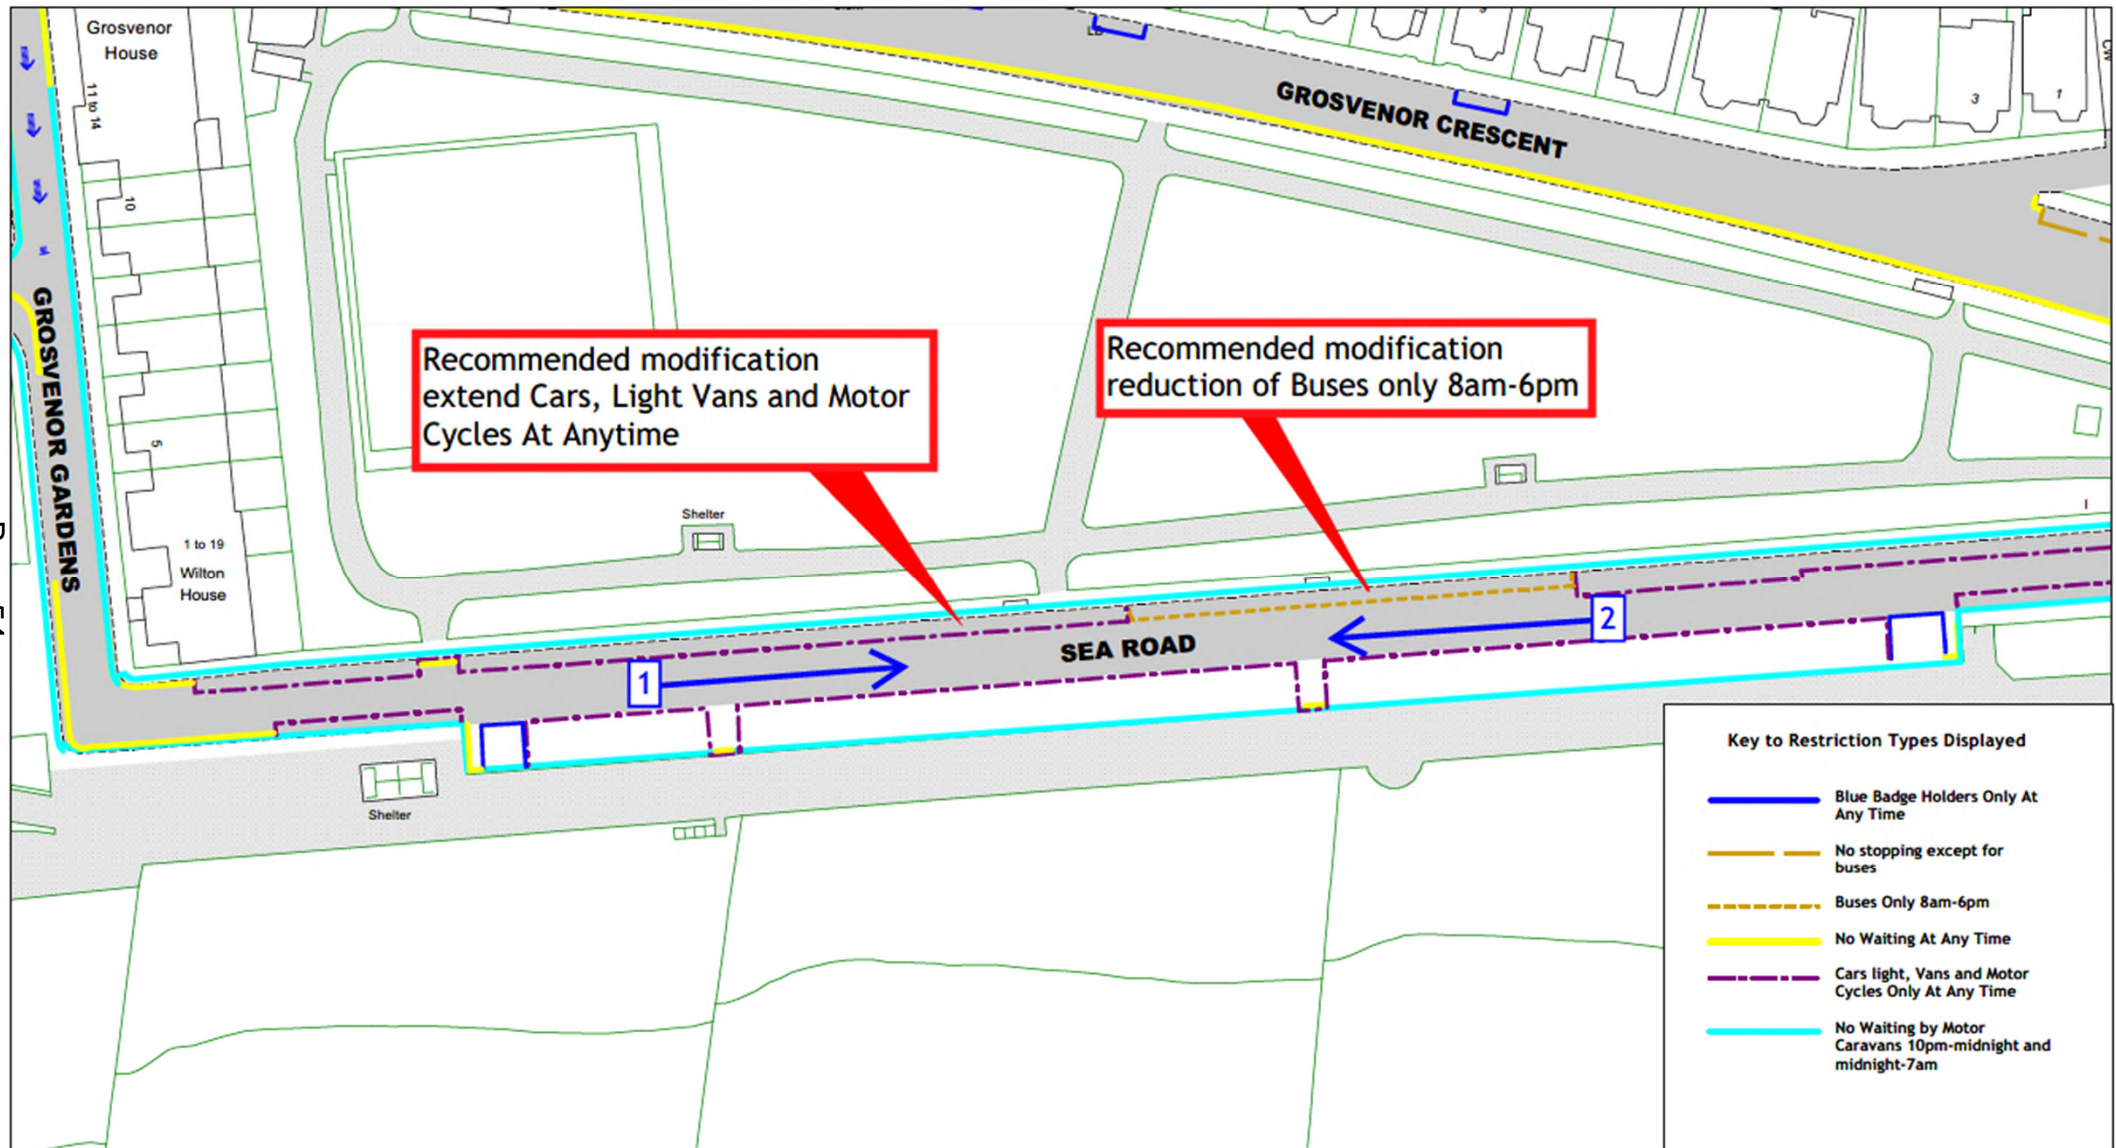 Grosvenor
House
11 to 14
10
5
1 to 19
Wilton
House
GROSVENOR GARDENS
GROSVENOR CRESCENT
3
1
Recommended modification
extend Cars, Light Vans and Motor
Cycles At Anytime
Recommended modification
reduction of Buses only 8am-6pm
Shelter
SEA ROAD
1
2
Shelter
Key to Restriction Types Displayed
Blue Badge Holders Only At
Any Time
No stopping except for
buses
Buses Only 8am-6pm
No Waiting At Any Time
Cars light, Vans and Motor
Cycles Only At Any Time
No Waiting by Motor
Caravans 10pm-midnight and
midnight-7am